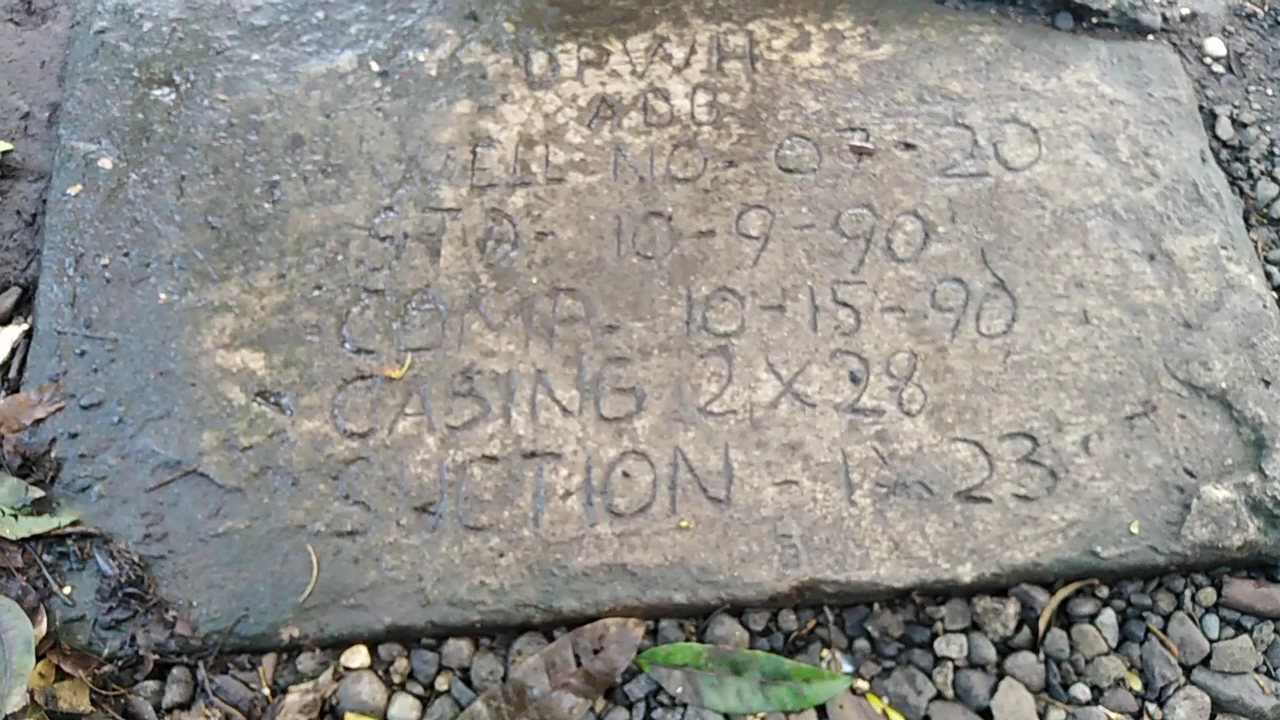 DPWH
ADB
WELL NO- 07-20
STD- 10-9-90
COMP. 10-15-90
CASING 2 X 28
SUCTION - 1 X 23